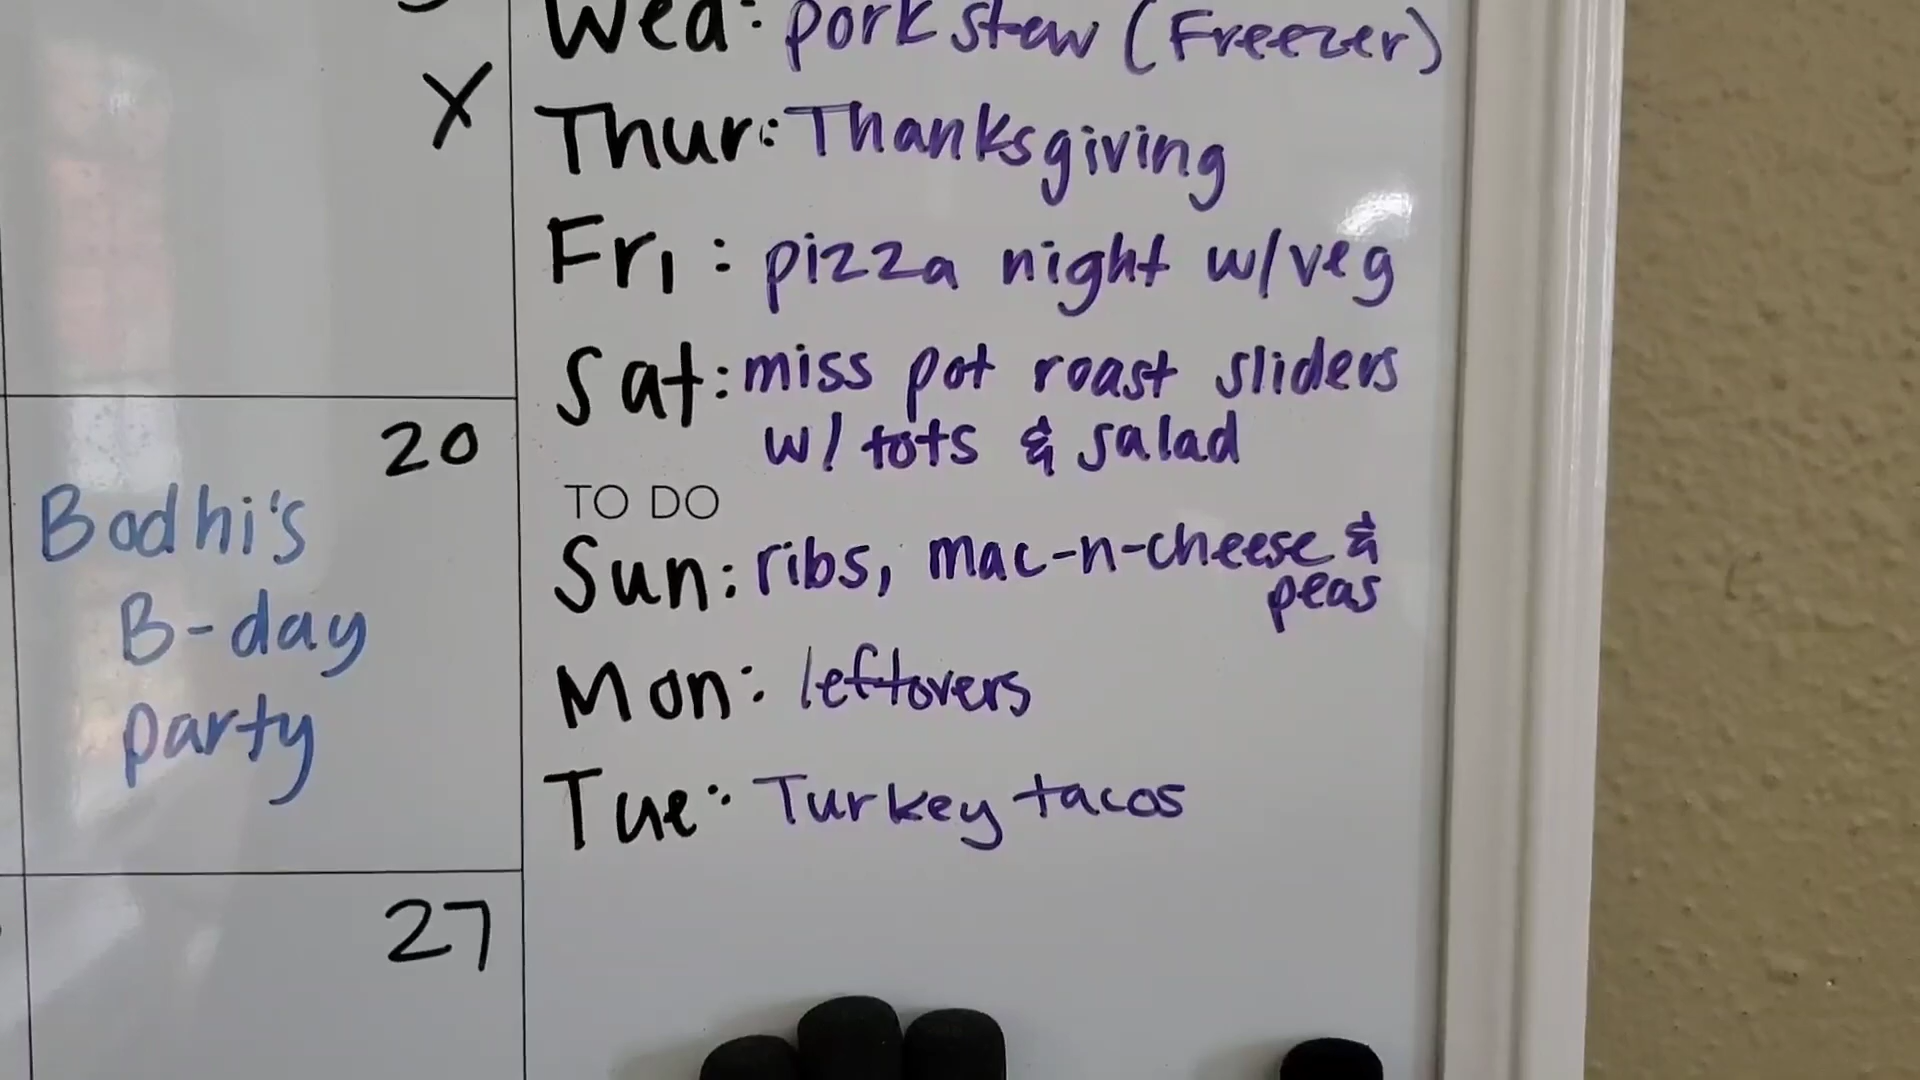 X
20
Bodhi's
B-day
party
27
Wed: pork stew (Freezer)
Thur: Thanksgiving
Fri: pizza night w/veg
Sat: miss pot roast sliders
w/ tots & salad
TO DO
Sun: ribs, mac-n-cheese &
peas
Mon: leftovers
Tue: Turkey tacos